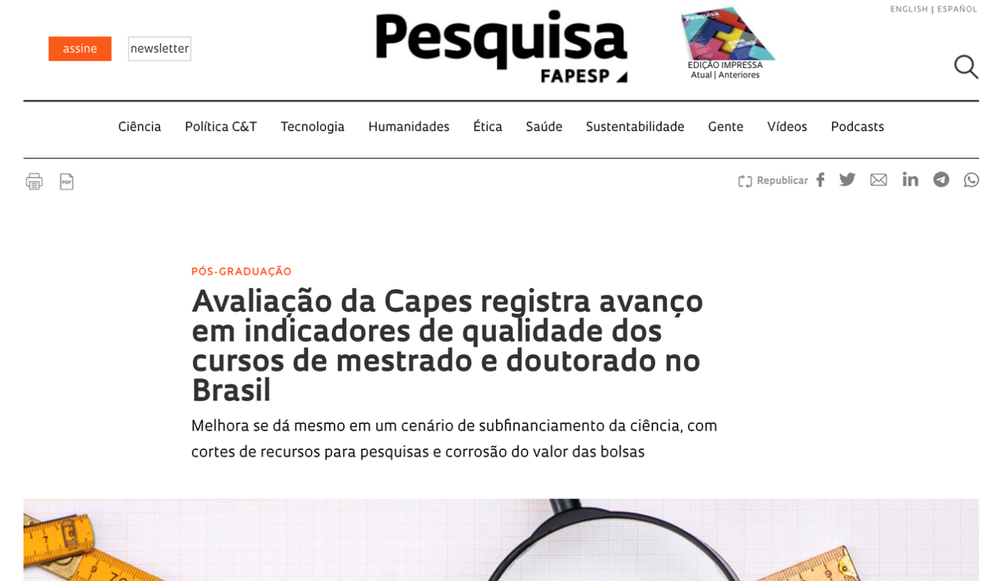 ENGLISH | ESPAÑOL
assine
newsletter
Pesquisa
FAPESP
Pesquisa
EDIÇÃO IMPRESSA
Atual | Anteriores
Ciência Política C&T Tecnologia Humanidades Ética Saúde Sustentabilidade Gente Vídeos Podcasts
PDF
Republicar
PÓS-GRADUAÇÃO
Avaliação da Capes registra avanço
em indicadores de qualidade dos
cursos de mestrado e doutorado no
Brasil
Melhora se dá mesmo em um cenário de subfinanciamento da ciência, com
cortes de recursos para pesquisas e corrosão do valor das bolsas